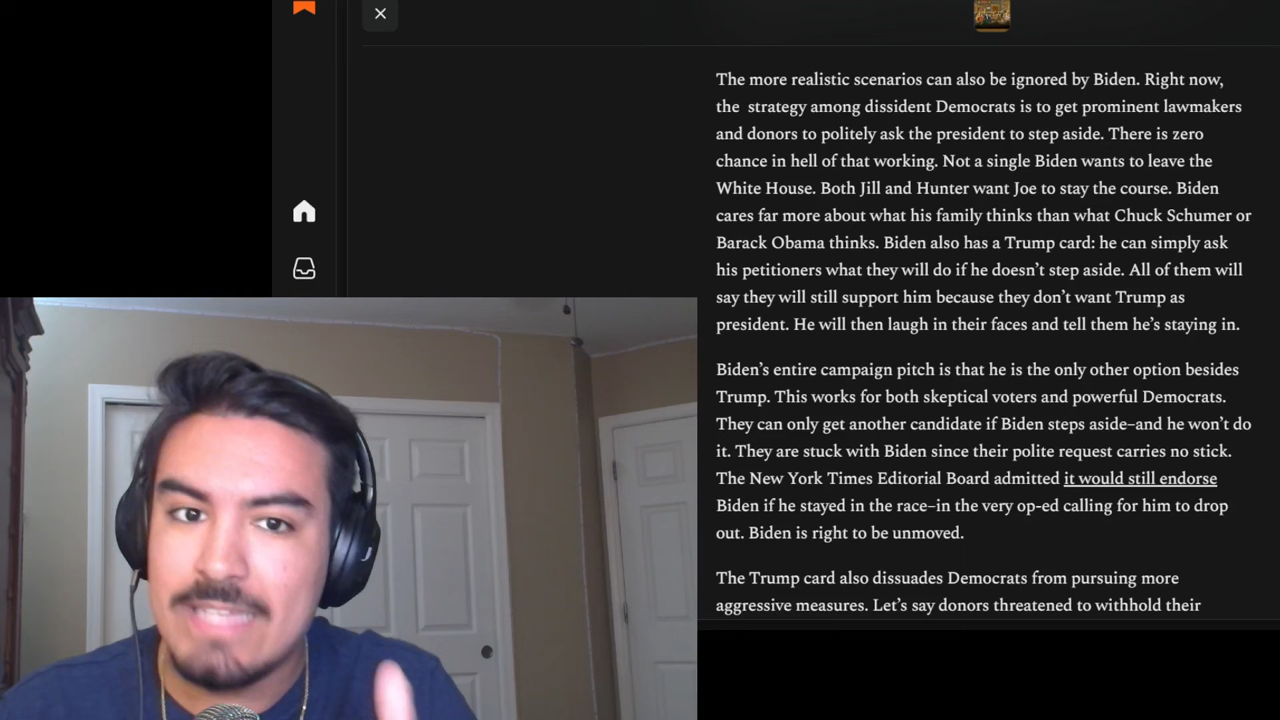 The more realistic scenarios can also be ignored by Biden. Right now,
the strategy among dissident Democrats is to get prominent lawmakers
and donors to politely ask the president to step aside. There is zero
chance in hell of that working. Not a single Biden wants to leave the
White House. Both Jill and Hunter want Joe to stay the course. Biden
cares far more about what his family thinks than what Chuck Schumer or
Barack Obama thinks. Biden also has a Trump card: he can simply ask
his petitioners what they will do if he doesn’t step aside. All of them will
say they will still support him because they don’t want Trump as
president. He will then laugh in their faces and tell them he’s staying in.
Biden’s entire campaign pitch is that he is the only other option besides
Trump. This works for both skeptical voters and powerful Democrats.
They can only get another candidate if Biden steps aside–and he won’t do
it. They are stuck with Biden since their polite request carries no stick.
The New York Times Editorial Board admitted it would still endorse
Biden if he stayed in the race–in the very op-ed calling for him to drop
out. Biden is right to be unmoved.
The Trump card also dissuades Democrats from pursuing more
aggressive measures. Let’s say donors threatened to withhold their